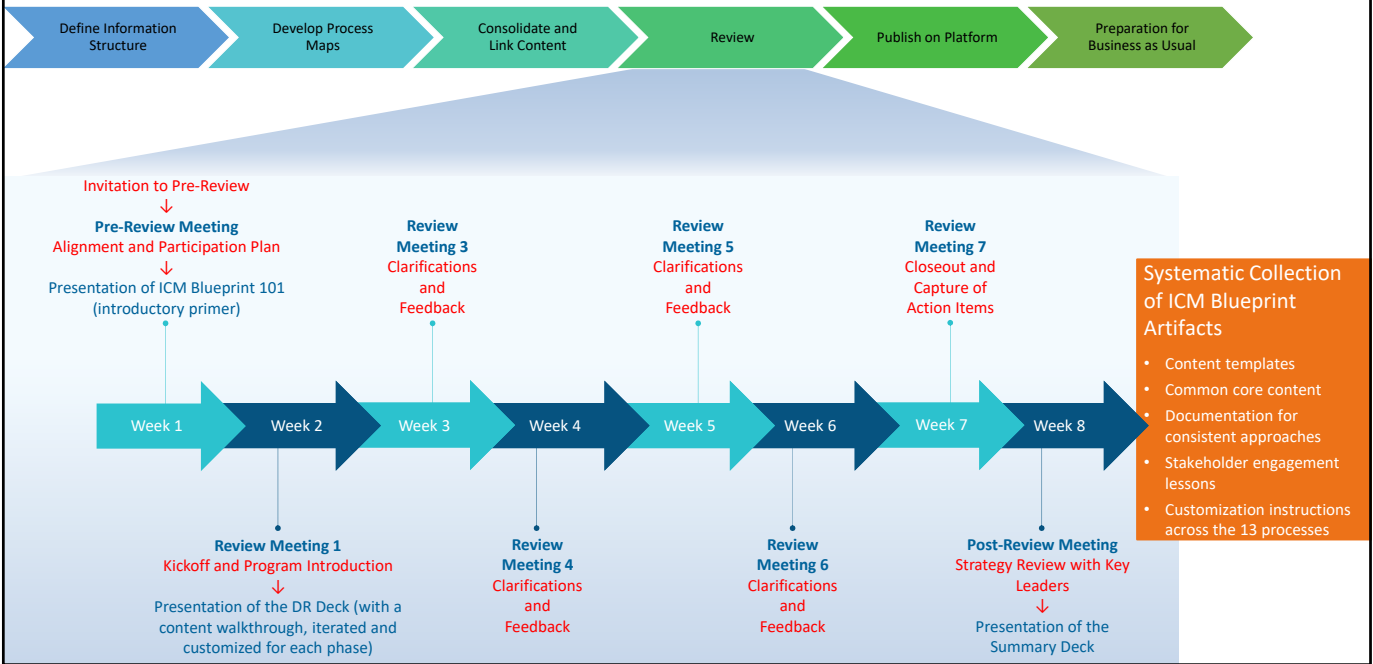 Define Information
Structure
Develop Process
Maps
Consolidate and
Link Content
Review
Publish on Platform
Preparation for
Business as Usual
Invitation to Pre-Review
↓
Pre-Review Meeting
Alignment and Participation Plan
↓
Presentation of ICM Blueprint 101
(introductory primer)
Review
Meeting 3
Clarifications
and
Feedback
Review
Meeting 5
Clarifications
and
Feedback
Review
Meeting 7
Closeout and
Capture of
Action Items
Week 1
Week 2
Week 3
Week 4
Week 5
Week 6
Week 7
Week 8
Review Meeting 1
Kickoff and Program Introduction
↓
Presentation of the DR Deck (with a
content walkthrough, iterated and
customized for each phase)
Review
Meeting 4
Clarifications
and
Feedback
Review
Meeting 6
Clarifications
and
Feedback
Post-Review Meeting
Strategy Review with Key
Leaders
↓
Presentation of the
Summary Deck
Systematic Collection
of ICM Blueprint
Artifacts
• Content templates
• Common core content
• Documentation for
consistent approaches
• Stakeholder engagement
lessons
• Customization instructions
across the 13 processes